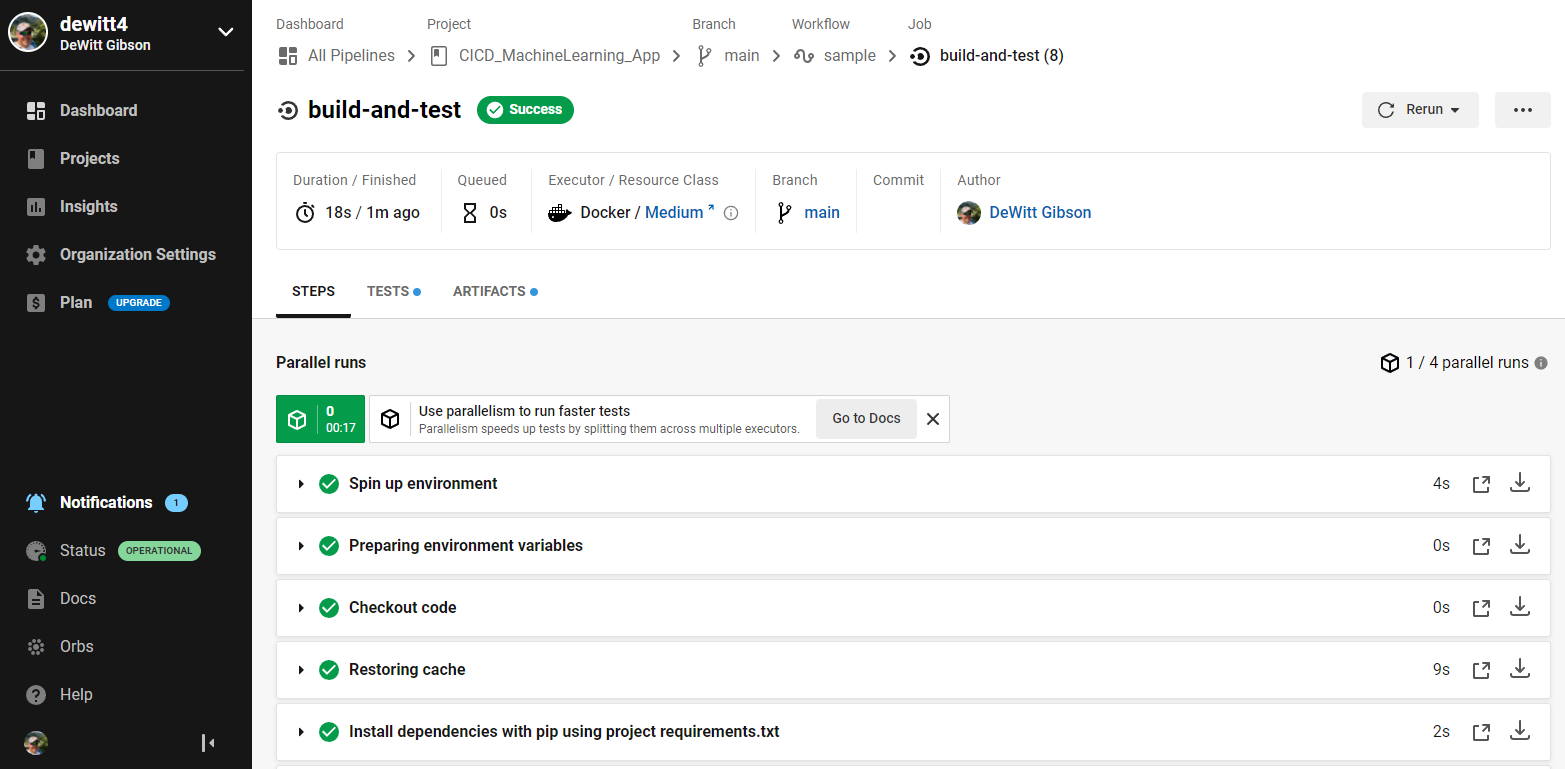 dewitt4
DeWitt Gibson
Dashboard
Projects
Insights
Organization Settings
Plan UPGRADE
Notifications 1
Status OPERATIONAL
Docs
Orbs
Help
Dashboard Project Branch Workflow Job
All Pipelines CICD_MachineLearning_App main sample build-and-test (8)
build-and-test Success Rerun
Duration / Finished Queued Executor / Resource Class Branch Commit Author
18s / 1m ago 0s Docker / Medium main DeWitt Gibson
STEPS TESTS ARTIFACTS
Parallel runs 1 / 4 parallel runs
0
00:17
Use parallelism to run faster tests
Parallelism speeds up tests by splitting them across multiple executors.
Go to Docs
Spin up environment 4s
Preparing environment variables 0s
Checkout code 0s
Restoring cache 9s
Install dependencies with pip using project requirements.txt 2s